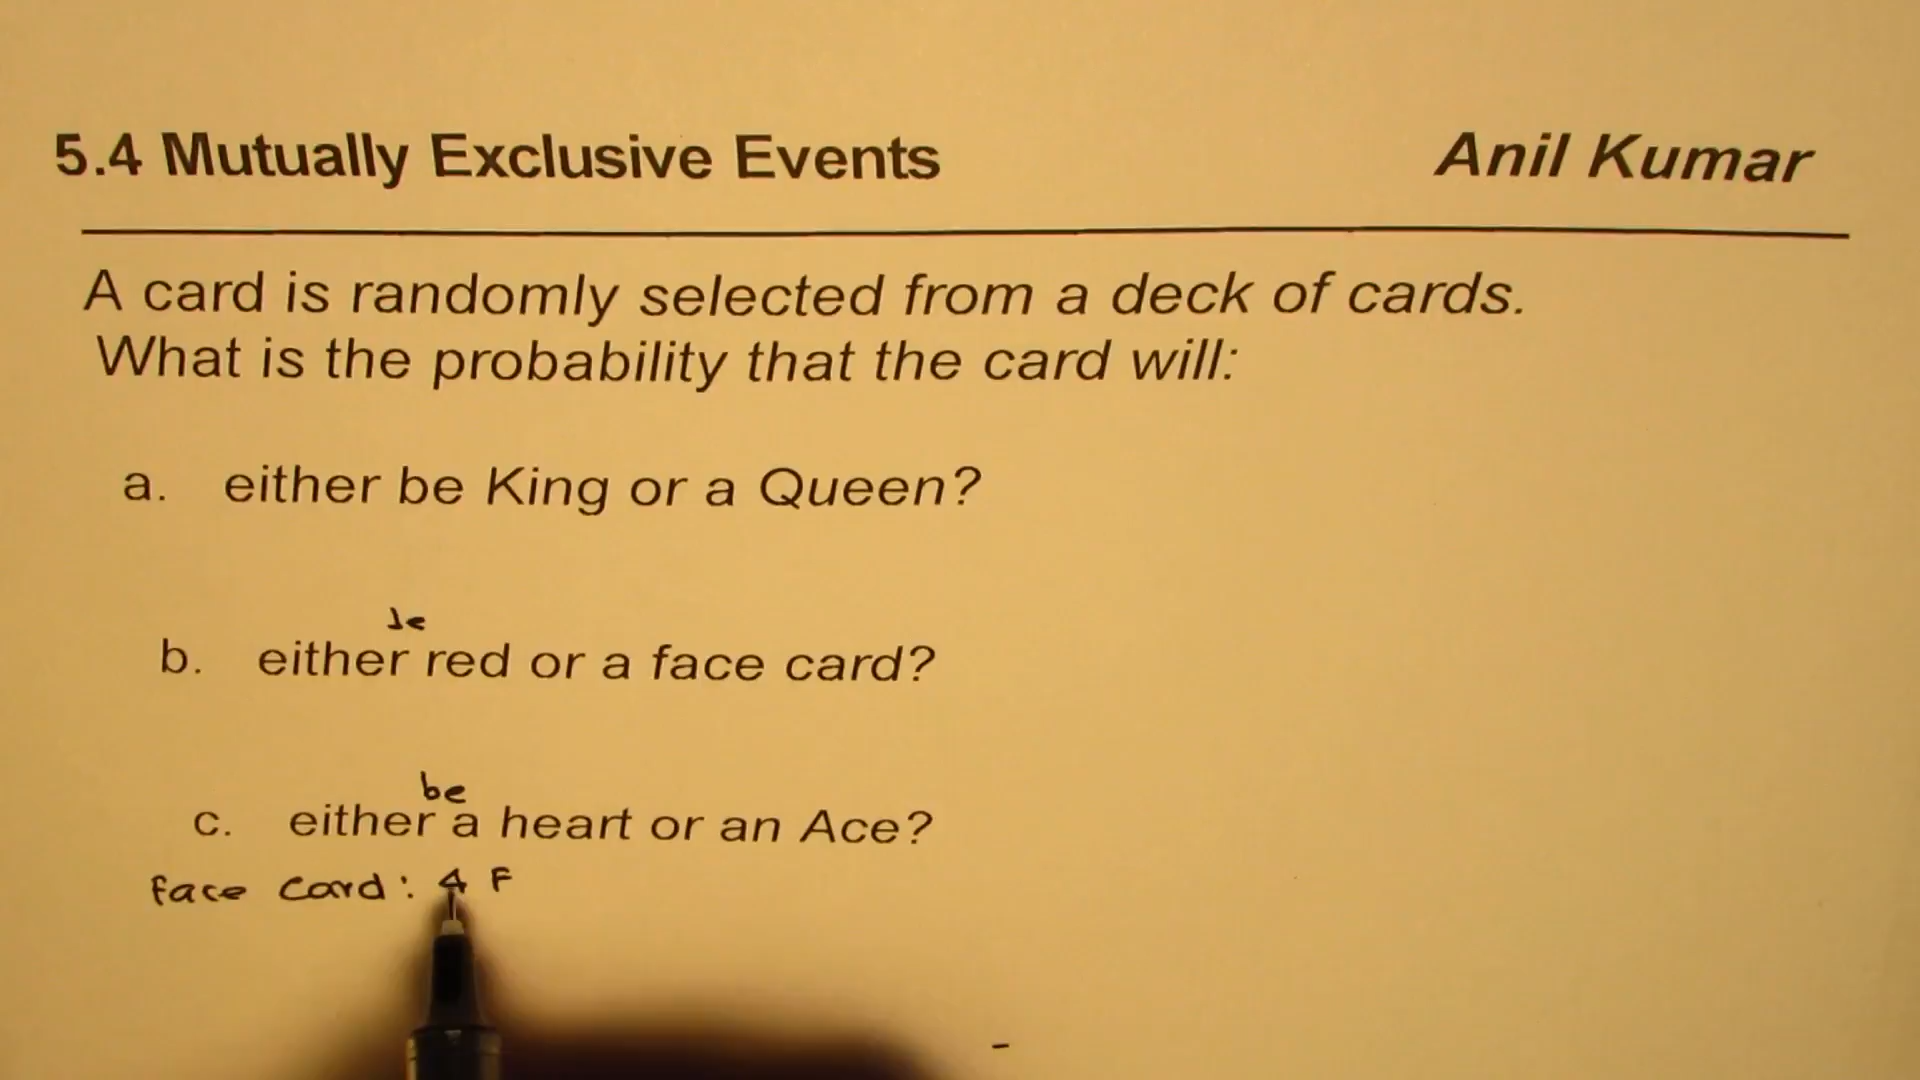 5.4 Mutually Exclusive Events Anil Kumar
A card is randomly selected from a deck of cards.
What is the probability that the card will:
a. either be King or a Queen?
be
b. either red or a face card?
be
c. either a heart or an Ace?
Face Card: 4 F